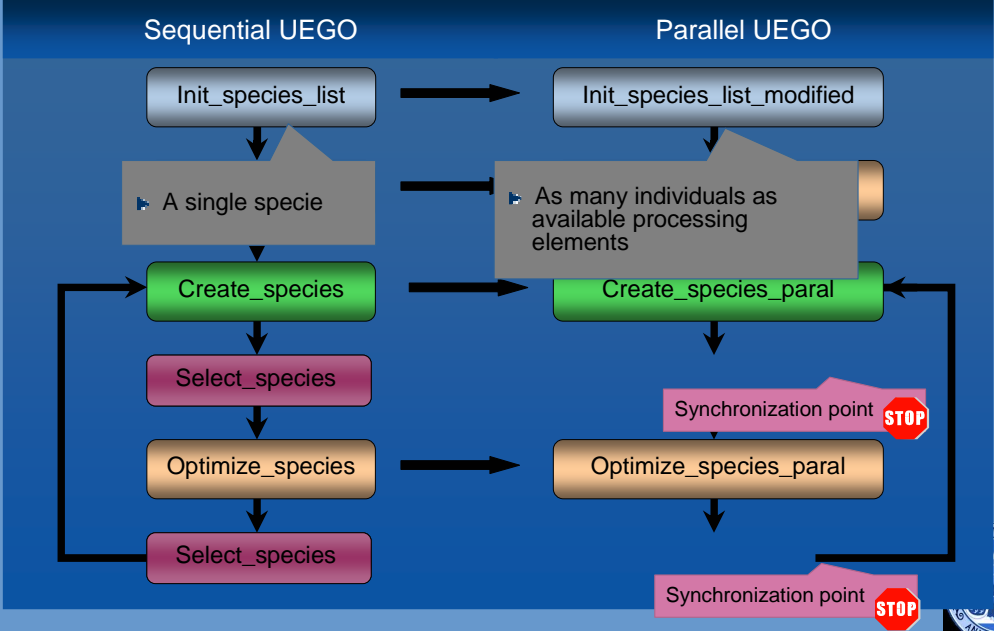 Sequential UEGO
Parallel UEGO
Init_species_list
Init_species_list_modified
A single specie
As many individuals as
available processing
elements
Create_species
Create_species_paral
Select_species
Synchronization point
STOP
Optimize_species
Optimize_species_paral
Select_species
Synchronization point
STOP